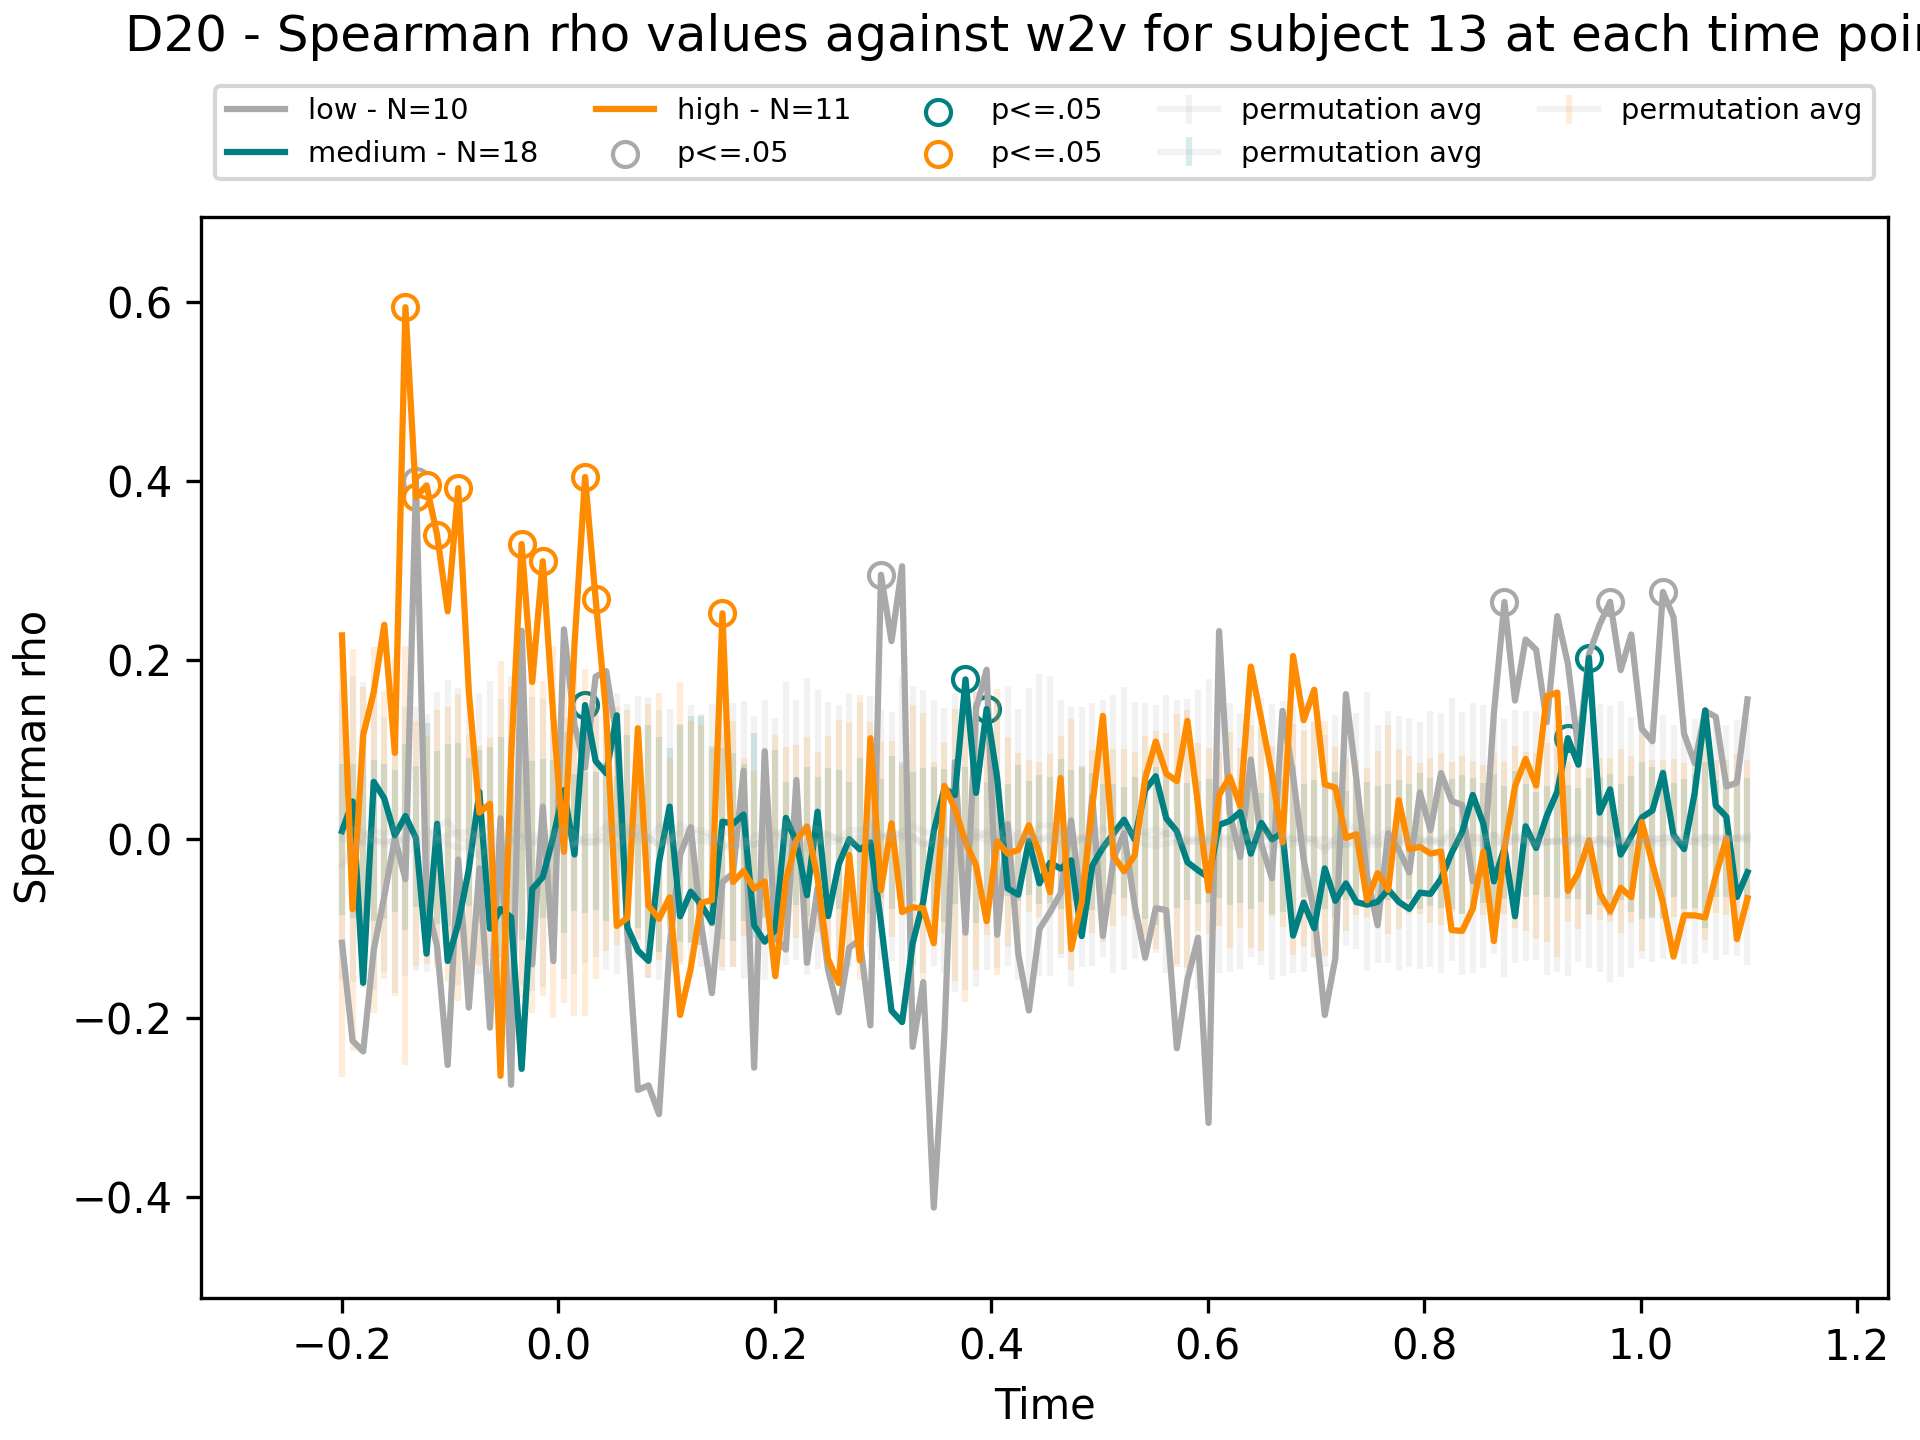 D20 - Spearman rho values against w2v for subject 13 at each time poi
low - N=10
medium - N=18
high - N=11
p<=.05
p<=.05
p<=.05
permutation avg
permutation avg
permutation avg
Spearman rho
0.6
0.4
0.2
0.0
−0.2
−0.4
−0.2 0.0 0.2 0.4 0.6 0.8 1.0 1.2
Time